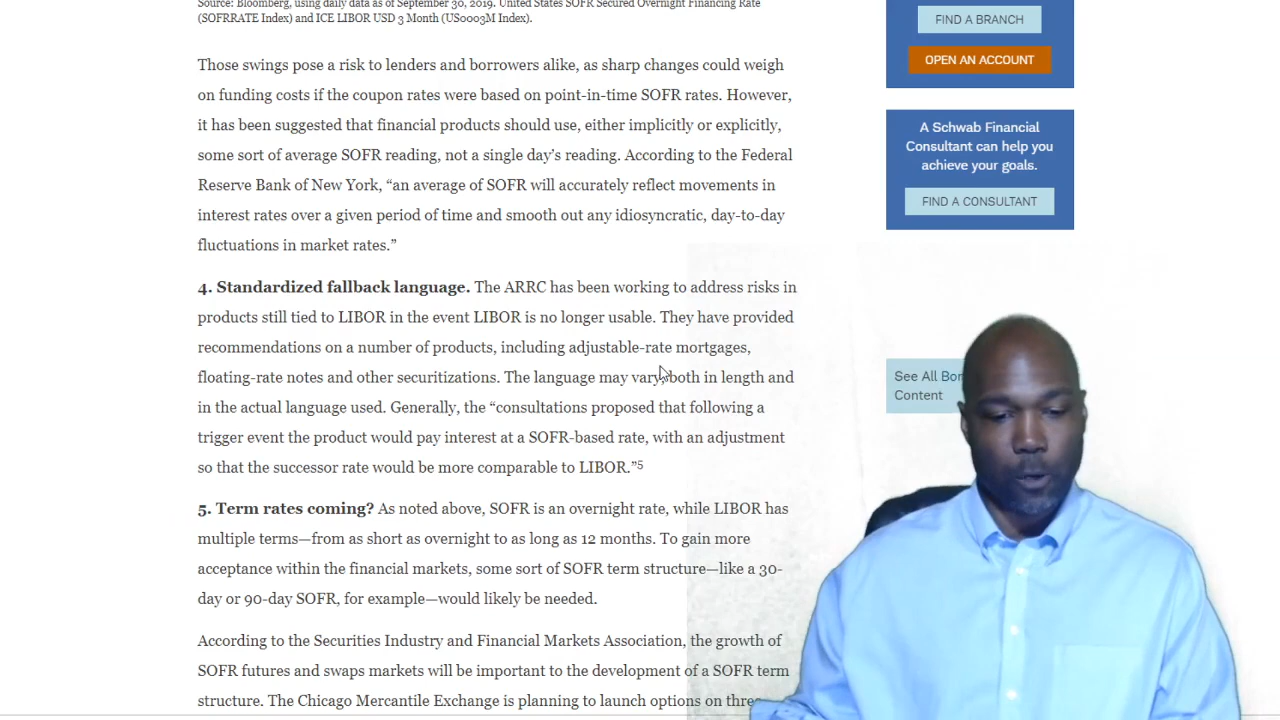 Source: Bloomberg, using daily data as of September 30, 2019. United States SOFR Secured Overnight Financing Rate
(SOFRRATE Index) and ICE LIBOR USD 3 Month (US0003M Index).
Those swings pose a risk to lenders and borrowers alike, as sharp changes could weigh
on funding costs if the coupon rates were based on point-in-time SOFR rates. However,
it has been suggested that financial products should use, either implicitly or explicitly,
some sort of average SOFR reading, not a single day’s reading. According to the Federal
Reserve Bank of New York, “an average of SOFR will accurately reflect movements in
interest rates over a given period of time and smooth out any idiosyncratic, day-to-day
fluctuations in market rates.”
4. Standardized fallback language. The ARRC has been working to address risks in
products still tied to LIBOR in the event LIBOR is no longer usable. They have provided
recommendations on a number of products, including adjustable-rate mortgages,
floating-rate notes and other securitizations. The language may vary, both in length and
in the actual language used. Generally, the “consultations proposed that following a
trigger event the product would pay interest at a SOFR-based rate, with an adjustment
so that the successor rate would be more comparable to LIBOR.”5
5. Term rates coming? As noted above, SOFR is an overnight rate, while LIBOR has
multiple terms—from as short as overnight to as long as 12 months. To gain more
acceptance within the financial markets, some sort of SOFR term structure—like a 30-
day or 90-day SOFR, for example—would likely be needed.
According to the Securities Industry and Financial Markets Association, the growth of
SOFR futures and swaps markets will be important to the development of a SOFR term
structure. The Chicago Mercantile Exchange is planning to launch options on
FIND A BRANCH
OPEN AN ACCOUNT
A Schwab Financial
Consultant can help you
achieve your goals.
FIND A CONSULTANT
See All
Content